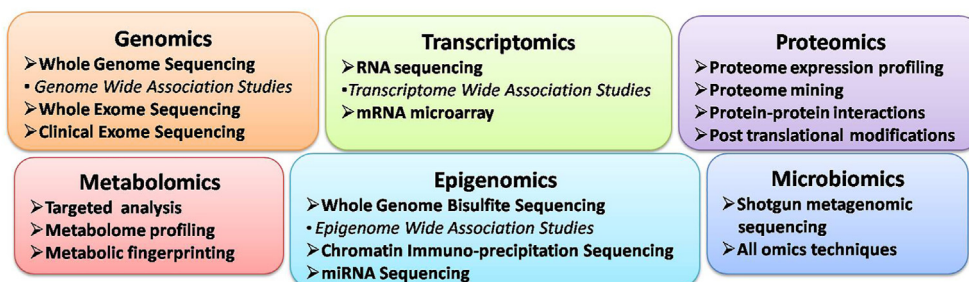 Genomics
➢Whole Genome Sequencing
• Genome Wide Association Studies
➢Whole Exome Sequencing
➢Clinical Exome Sequencing
Transcriptomics
➢RNA sequencing
•Transcriptome Wide Association Studies
➢mRNA microarray
Proteomics
➢Proteome expression profiling
➢Proteome mining
➢Protein-protein interactions
➢Post translational modifications
Metabolomics
➢Targeted analysis
➢Metabolome profiling
➢Metabolic fingerprinting
Epigenomics
➢Whole Genome Bisulfite Sequencing
• Epigenome Wide Association Studies
➢Chromatin Immuno-precipitation Sequencing
➢miRNA Sequencing
Microbiomics
➢Shotgun metagenomic
sequencing
➢All omics techniques